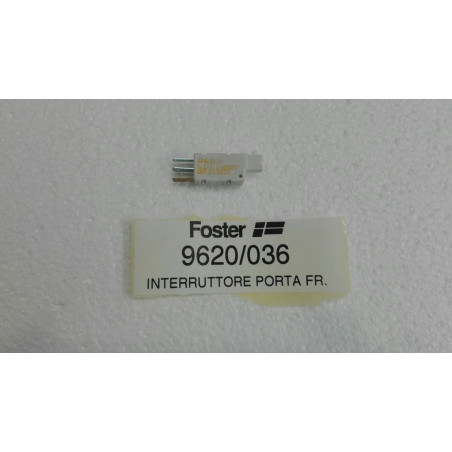 Foster
9620/036
INTERRUTTORE PORTA FR.